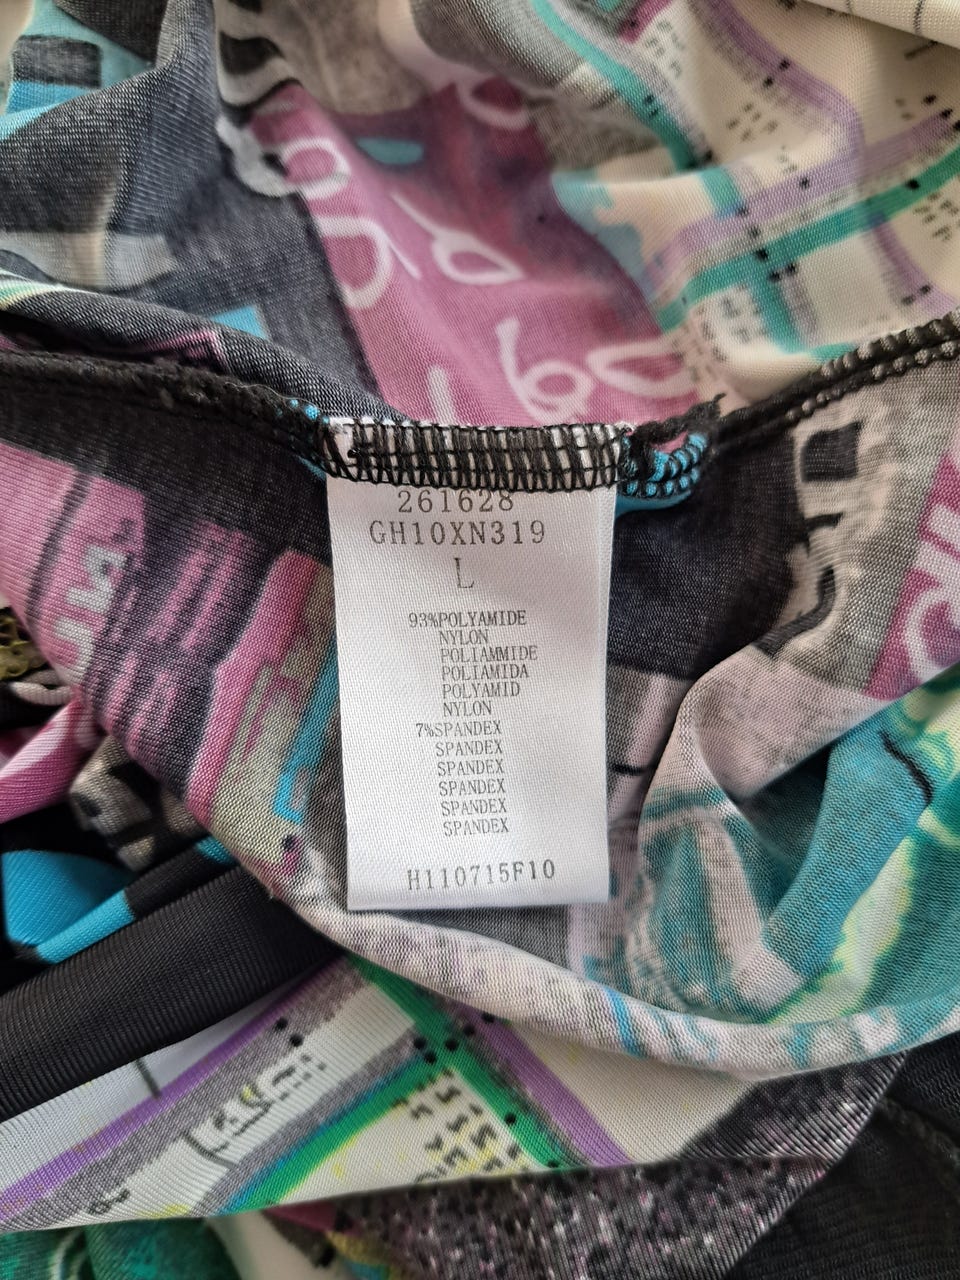 261628
GH10XN319
L
93%POLYAMIDE
NYLON
POLIAMMIDE
POLIAMIDA
POLYAMID
NYLON
7%SPANDEX
SPANDEX
SPANDEX
SPANDEX
SPANDEX
SPANDEX
H110715F10